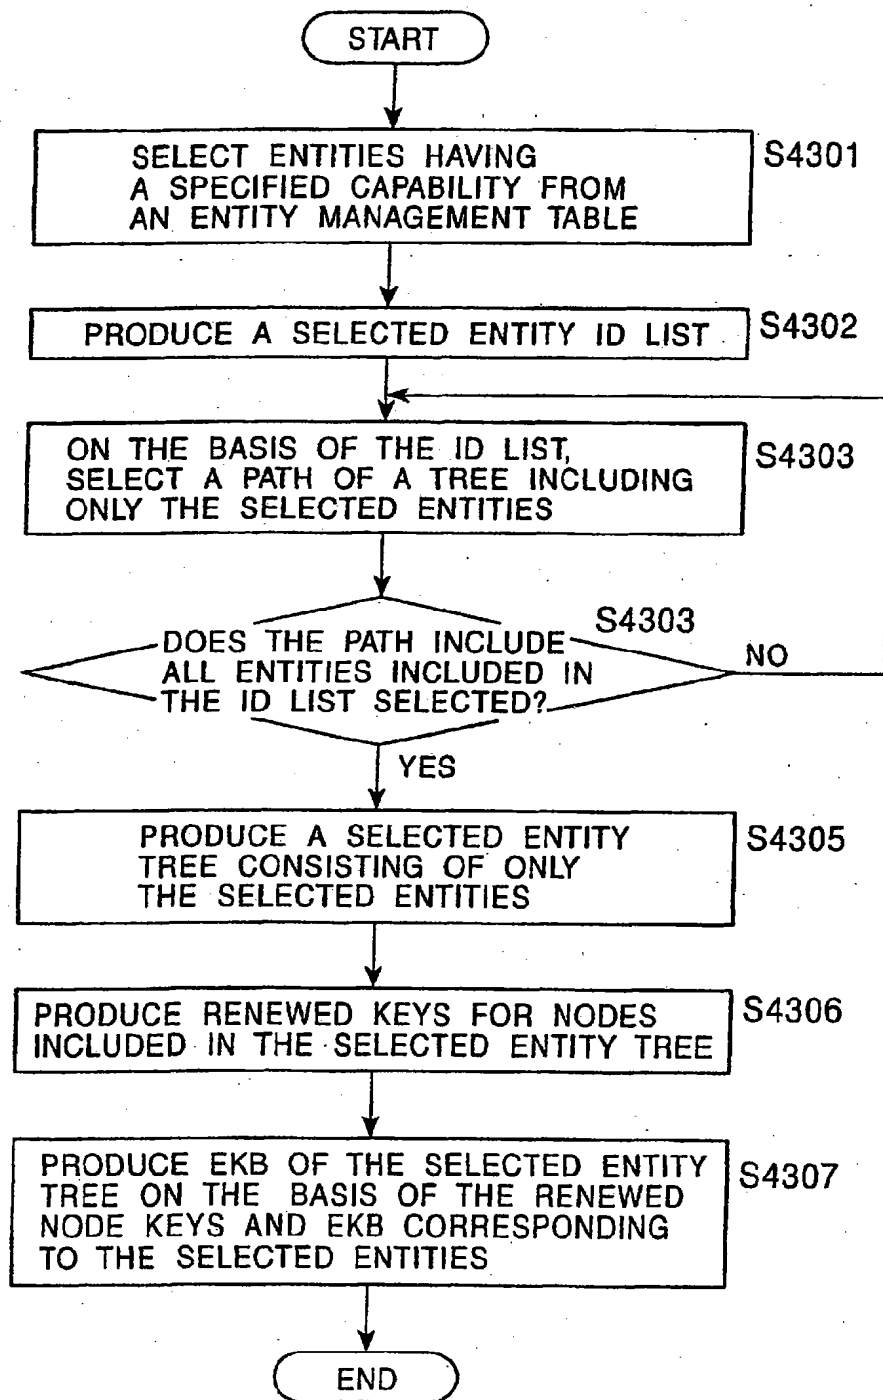 START
SELECT ENTITIES HAVING
A SPECIFIED CAPABILITY FROM
AN ENTITY MANAGEMENT TABLE
S4301
PRODUCE A SELECTED ENTITY ID LIST
S4302
ON THE BASIS OF THE ID LIST,
SELECT A PATH OF A TREE INCLUDING
ONLY THE SELECTED ENTITIES
S4303
S4303
DOES THE PATH INCLUDE
ALL ENTITIES INCLUDED IN
THE ID LIST SELECTED?
NO
YES
PRODUCE A SELECTED ENTITY
TREE CONSISTING OF ONLY
THE SELECTED ENTITIES
S4305
PRODUCE RENEWED KEYS FOR NODES
INCLUDED IN THE SELECTED ENTITY TREE
S4306
PRODUCE EKB OF THE SELECTED ENTITY
TREE ON THE BASIS OF THE RENEWED
NODE KEYS AND EKB CORRESPONDING
TO THE SELECTED ENTITIES
S4307
END